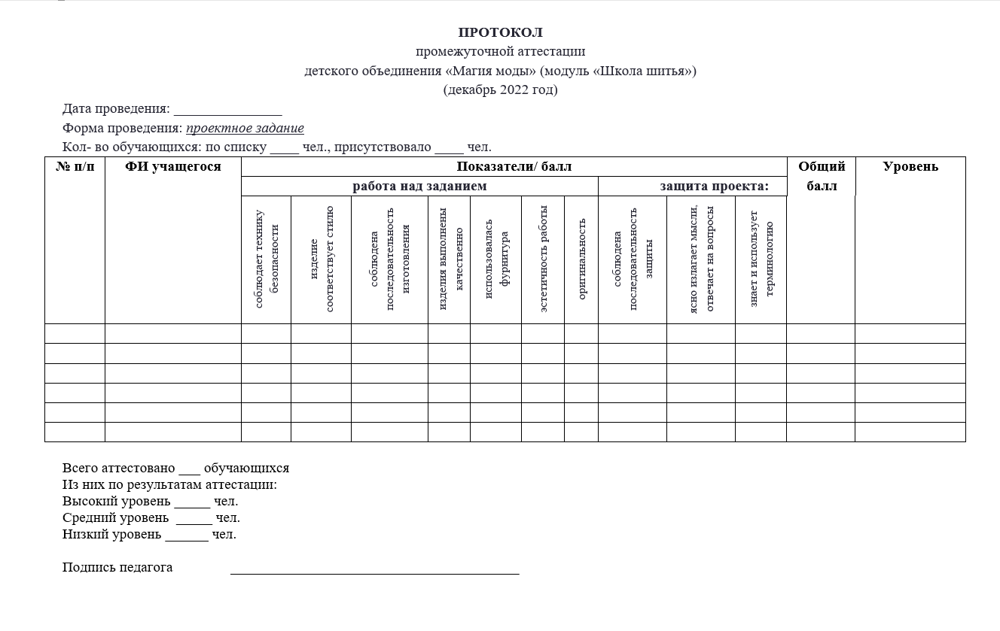 ПРОТОКОЛ
промежуточной аттестации
детского объединения «Магия моды» (модуль «Школа шитья»)
(декабрь 2022 год)
Дата проведения: _______________
Форма проведения: проектное задание
Кол- во обучающихся: по списку ____ чел., присутствовало ____ чел.
№ п/п
ФИ учащегося
Показатели/ балл
Общий
балл
Уровень
работа над заданием
защита проекта:
соблюдает технику
безопасности
изделие
соответствует стилю
соблюдена
последовательность
изготовления
изделия выполнены
качественно
использовалась
фурнитура
эстетичность работы
оригинальность
соблюдена
последовательность
защиты
ясно излагает мысли,
отвечает на вопросы
знает и использует
терминологию
Всего аттестовано ___ обучающихся
Из них по результатам аттестации:
Высокий уровень _____ чел.
Средний уровень _____ чел.
Низкий уровень ______ чел.
Подпись педагога ________________________________________